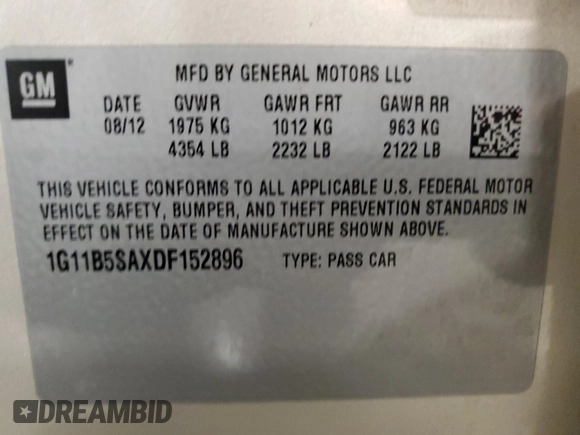 GM
MFD BY GENERAL MOTORS LLC
DATE GVWR GAWR FRT GAWR RR
08/12 1975 KG 1012 KG 963 KG
4354 LB 2232 LB 2122 LB
THIS VEHICLE CONFORMS TO ALL APPLICABLE U.S. FEDERAL MOTOR
VEHICLE SAFETY, BUMPER, AND THEFT PREVENTION STANDARDS IN
EFFECT ON THE DATE OF MANUFACTURE SHOWN ABOVE.
1G11B5SAXDF152896 TYPE: PASS CAR
DREAMBID